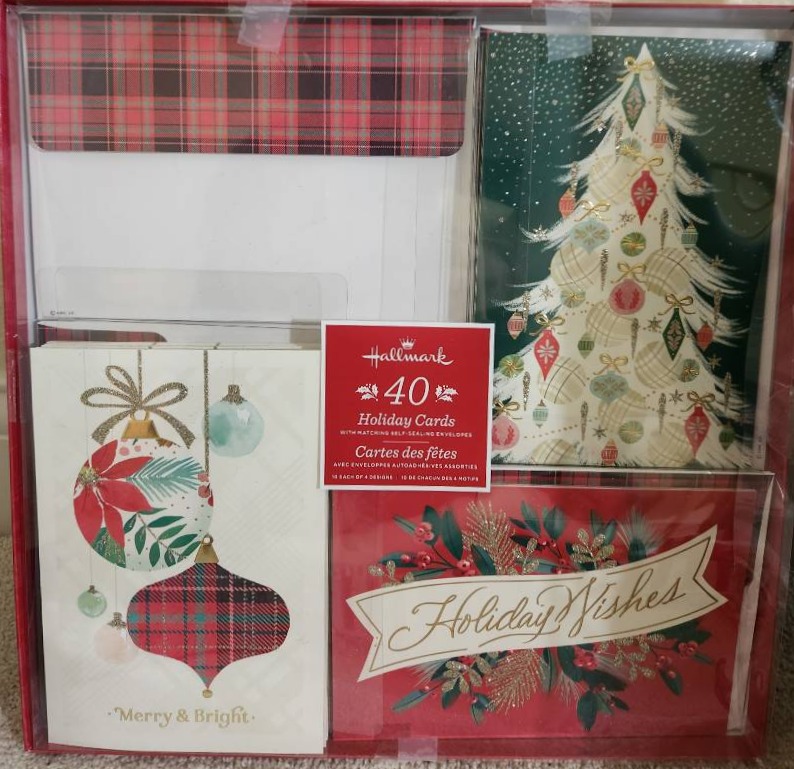 Hallmark
40
Holiday Cards
WITH MATCHING SELF-SEALING ENVELOPES
Cartes des fêtes
AVEC ENVELOPPES AUTOADHÉSIVES ASSORTIES
10 EACH OF 4 DESIGNS : 10 DE CHACUN DES 4 MOTIFS
Holiday Wishes
·Merry & Bright·